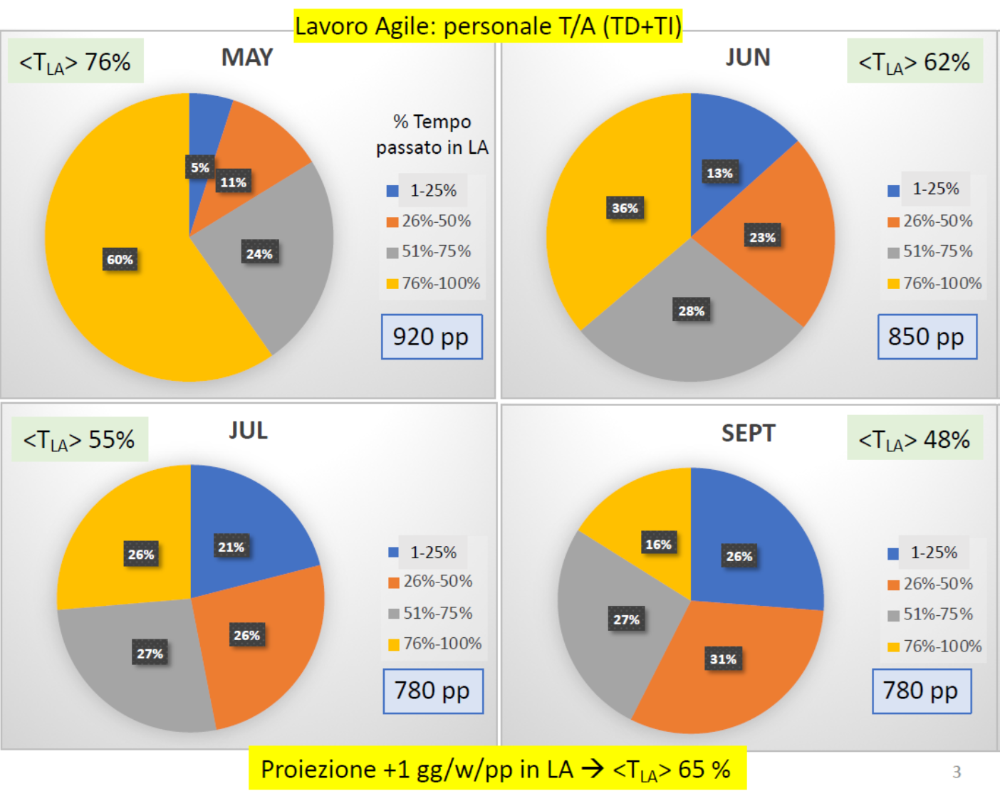 Lavoro Agile: personale T/A (TD+TI)
<TLA> 76%
MAY
% Tempo
passato in LA
5%
11%
24%
60%
1-25%
26%-50%
51%-75%
76%-100%
920 pp
JUN
<TLA> 62%
13%
23%
28%
36%
1-25%
26%-50%
51%-75%
76%-100%
850 pp
<TLA> 55%
JUL
21%
26%
27%
26%
1-25%
26%-50%
51%-75%
76%-100%
780 pp
SEPT
<TLA> 48%
26%
31%
27%
16%
1-25%
26%-50%
51%-75%
76%-100%
780 pp
Proiezione +1 gg/w/pp in LA → <TLA> 65 %
3